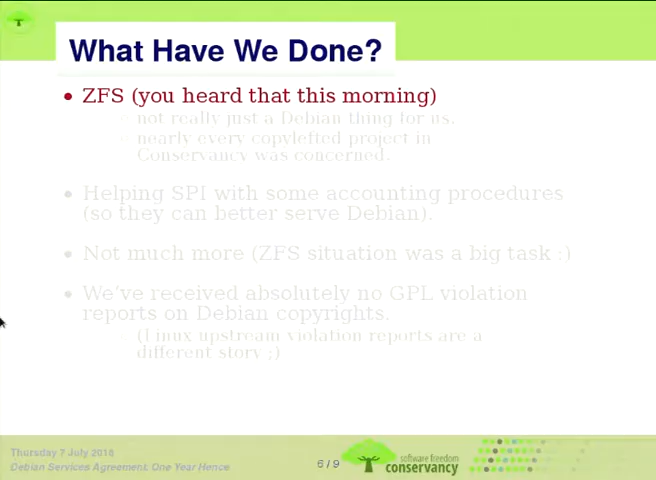 What Have We Done?
• ZFS (you heard that this morning)
– not really just a Debian thing for us.
– nearly every copylefted project in
Conservancy was concerned.
• Helping SPI with some accounting procedures
(so they can better serve Debian).
• Not much more (ZFS situation was a big task :)
• We've received absolutely no GPL violation
reports on Debian copyrights.
– (Linux upstream violation reports are a
different story ;)
Thursday 7 July 2016
Debian Services Agreement: One Year Hence
6 / 9
software freedom
conservancy